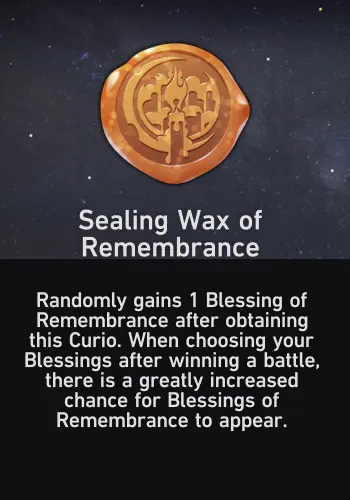 Sealing Wax of
Remembrance
Randomly gains 1 Blessing of
Remembrance after obtaining
this Curio. When choosing your
Blessings after winning a battle,
there is a greatly increased
chance for Blessings of
Remembrance to appear.